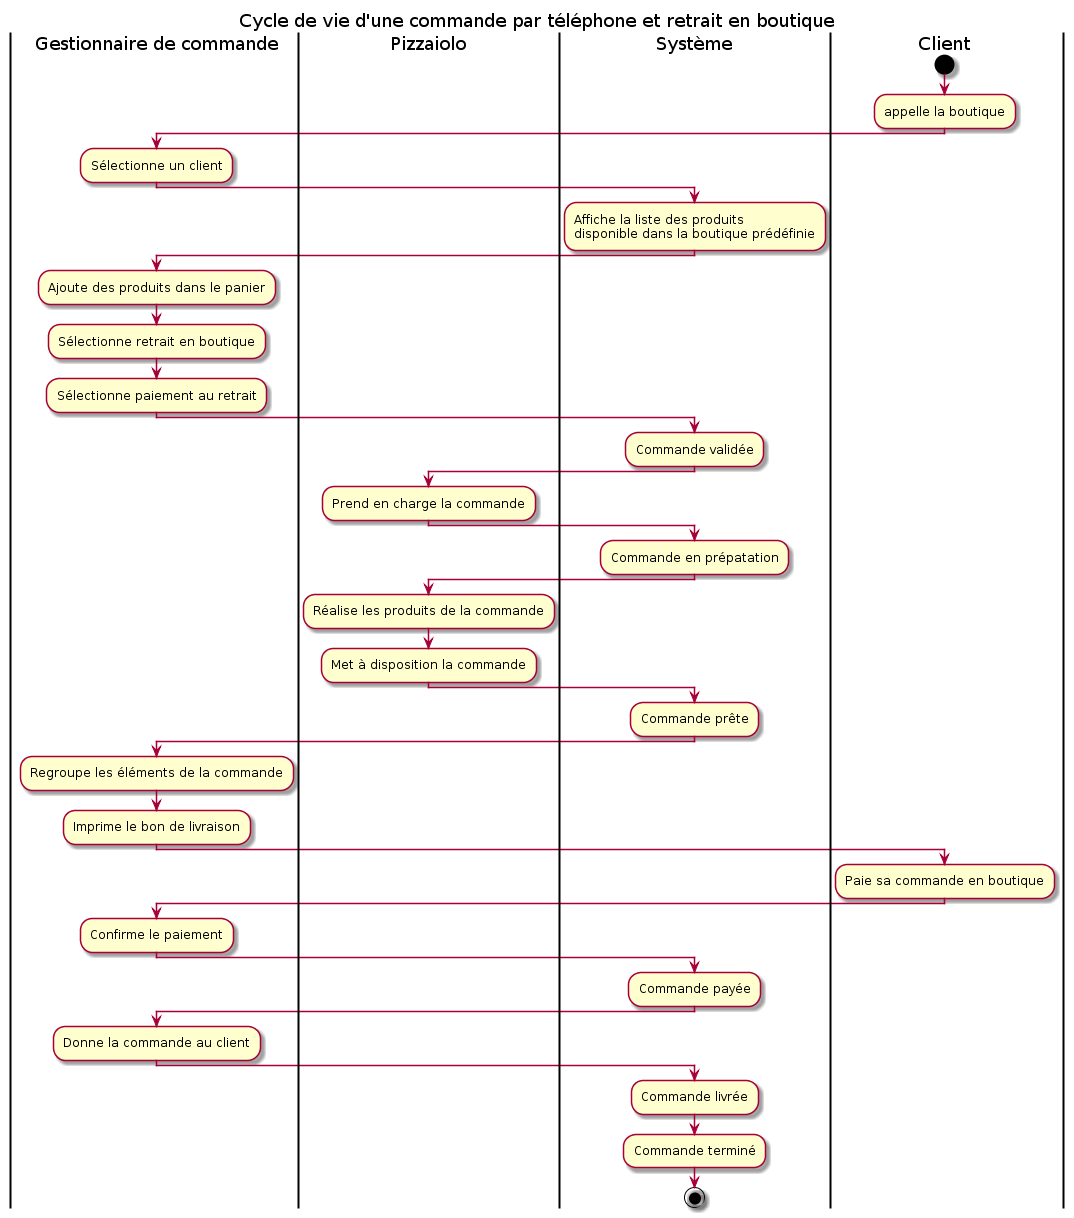 Cycle de vie d'une commande par téléphone et retrait en boutique
Gestionnaire de commande
Pizzaiolo
Système
Client
appelle la boutique
Sélectionne un client
Affiche la liste des produits
disponible dans la boutique prédéfinie
Ajoute des produits dans le panier
Sélectionne retrait en boutique
Sélectionne paiement au retrait
Commande validée
Prend en charge la commande
Commande en prépatation
Réalise les produits de la commande
Met à disposition la commande
Commande prête
Regroupe les éléments de la commande
Imprime le bon de livraison
Paie sa commande en boutique
Confirme le paiement
Commande payée
Donne la commande au client
Commande livrée
Commande terminé